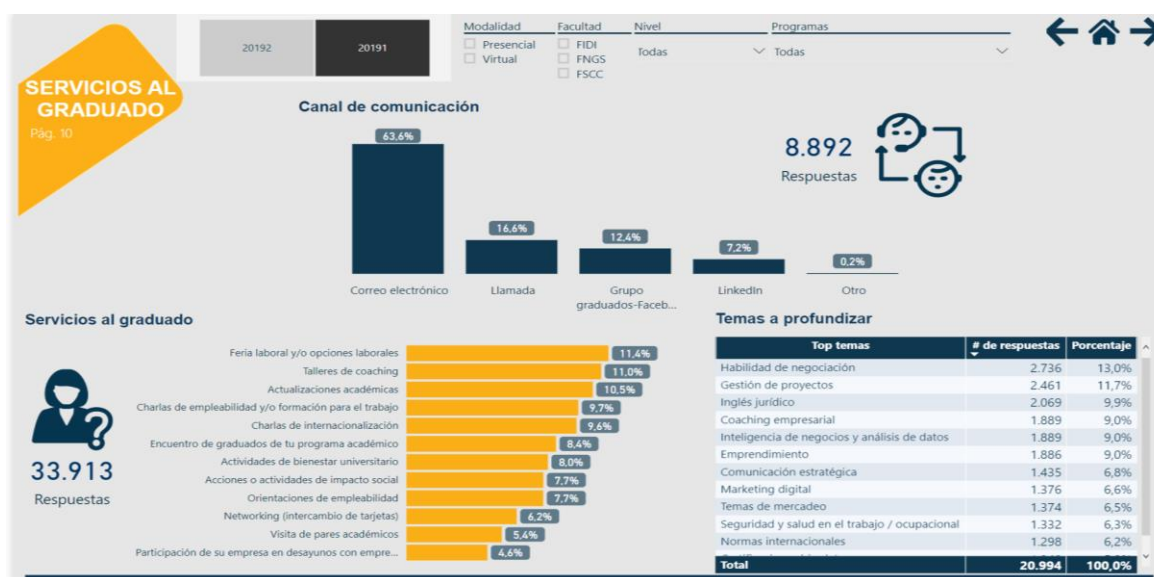 20192
20191
Modalidad
Presencial
Virtual
Facultad
FIDI
FNGS
FSCC
Nivel
Todas
Programas
Todas
SERVICIOS AL
GRADUADO
Pág. 10
Canal de comunicación
63,6%
16,6%
12,4%
7,2%
0,2%
Correo electrónico
Llamada
Grupo
graduados-Faceb...
LinkedIn
Otro
8.892
Respuestas
Servicios al graduado
33.913
Respuestas
Feria laboral y/o opciones laborales 11,4%
Talleres de coaching 11,0%
Actualizaciones académicas 10,5%
Charlas de empleabilidad y/o formación para el trabajo 9,7%
Charlas de internacionalización 9,6%
Encuentro de graduados de tu programa académico 8,4%
Actividades de bienestar universitario 8,0%
Acciones o actividades de impacto social 7,7%
Orientaciones de empleabilidad 7,7%
Networking (intercambio de tarjetas) 6,2%
Visita de pares académicos 5,4%
Participación de su empresa en desayunos con empre... 4,6%
Temas a profundizar
Top temas # de respuestas Porcentaje
Habilidad de negociación 2.736 13,0%
Gestión de proyectos 2.461 11,7%
Inglés jurídico 2.069 9,9%
Coaching empresarial 1.889 9,0%
Inteligencia de negocios y análisis de datos 1.889 9,0%
Emprendimiento 1.886 9,0%
Comunicación estratégica 1.435 6,8%
Marketing digital 1.376 6,6%
Temas de mercadeo 1.374 6,5%
Seguridad y salud en el trabajo / ocupacional 1.332 6,3%
Normas internacionales 1.298 6,2%
Total 20.994 100,0%